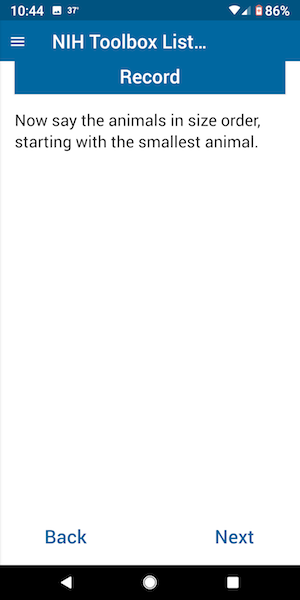 10:44 37° 86%
NIH Toolbox List…
Record
Now say the animals in size order,
starting with the smallest animal.
Back Next